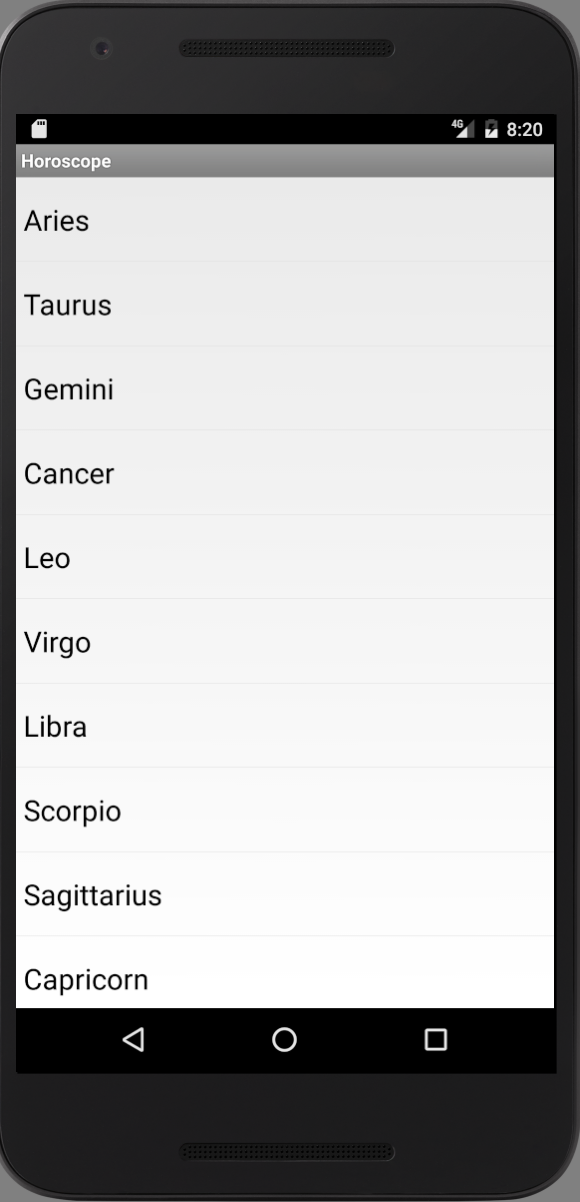 4G 8:20
Horoscope
Aries
Taurus
Gemini
Cancer
Leo
Virgo
Libra
Scorpio
Sagittarius
Capricorn